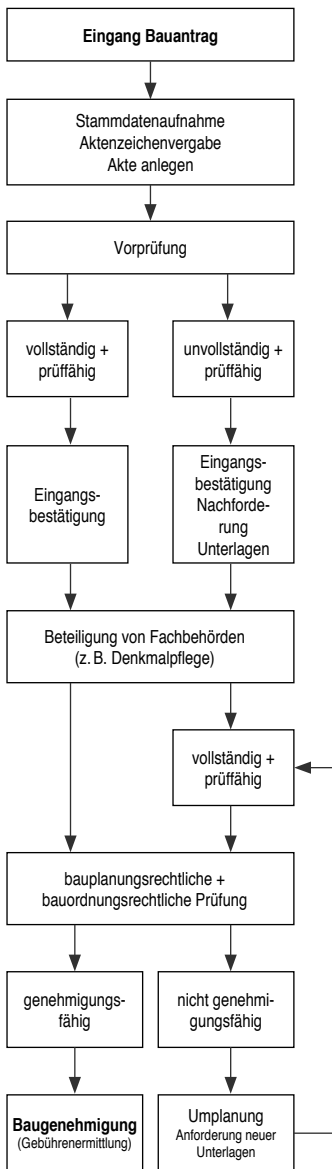 Eingang Bauantrag
Stammdatenaufnahme
Aktenzeichenvergabe
Akte anlegen
Vorprüfung
vollständig +
prüffähig
unvollständig +
prüffähig
Eingangs-
bestätigung
Eingangs-
bestätigung
Nachforde-
rung
Unterlagen
Beteiligung von Fachbehörden
(z. B. Denkmalpflege)
vollständig +
prüffähig
bauplanungsrechtliche +
bauordnungsrechtliche Prüfung
genehmigungs-
fähig
nicht genehmi-
gungsfähig
Baugenehmigung
(Gebührenermittlung)
Umplanung
Anforderung neuer
Unterlagen